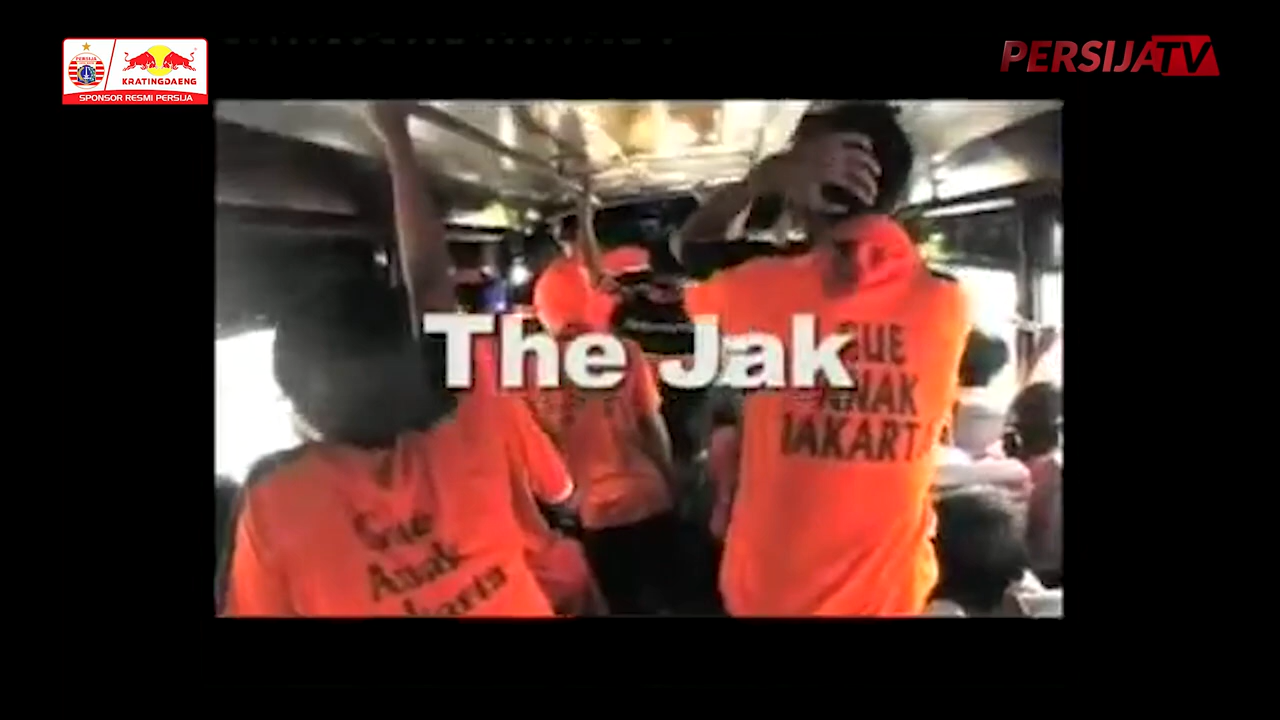 PERSIJA
KRATINGDAENG
SPONSOR RESMI PERSIJA
PERSIJATV
The Jak
GUE
ANAK
JAKARTA
Gue
Anak